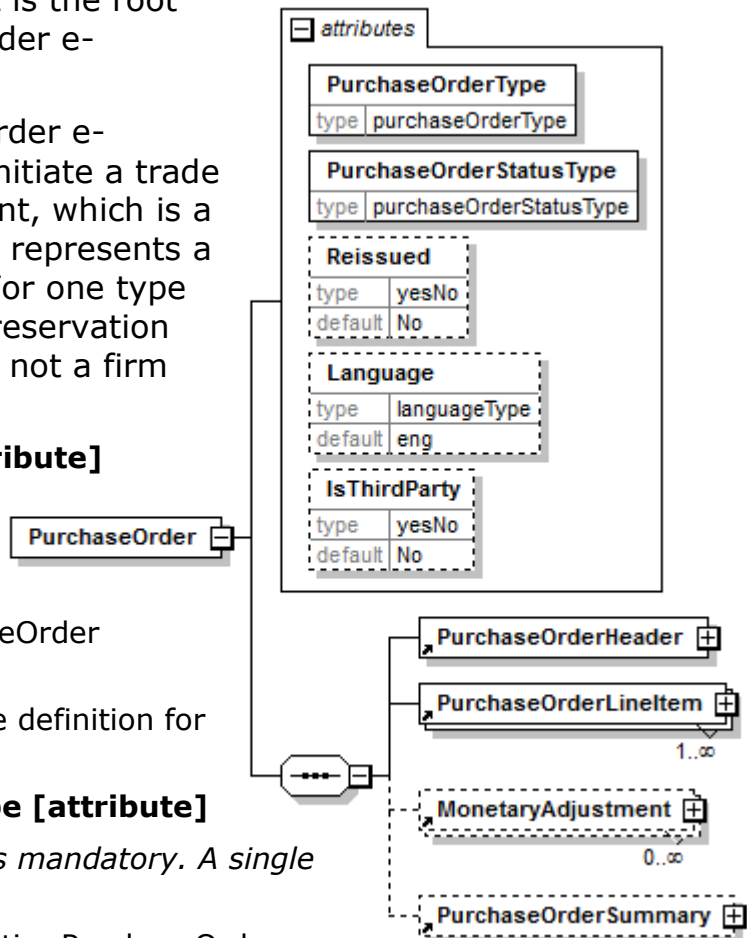 is the root
der e-
rder e-
nitiate a trade
nt, which is a
represents a
for one type
reservation
not a firm
ribute]
eOrder
e definition for
pe [attribute]
s mandatory. A single
attributes
PurchaseOrderType
type purchaseOrderType
PurchaseOrderStatusType
type purchaseOrderStatusType
Reissued
type yesNo
default No
Language
type languageType
default eng
IsThirdParty
type yesNo
default No
PurchaseOrder
PurchaseOrderHeader
PurchaseOrderLineItem
1..∞
MonetaryAdjustment
0..∞
PurchaseOrderSummary